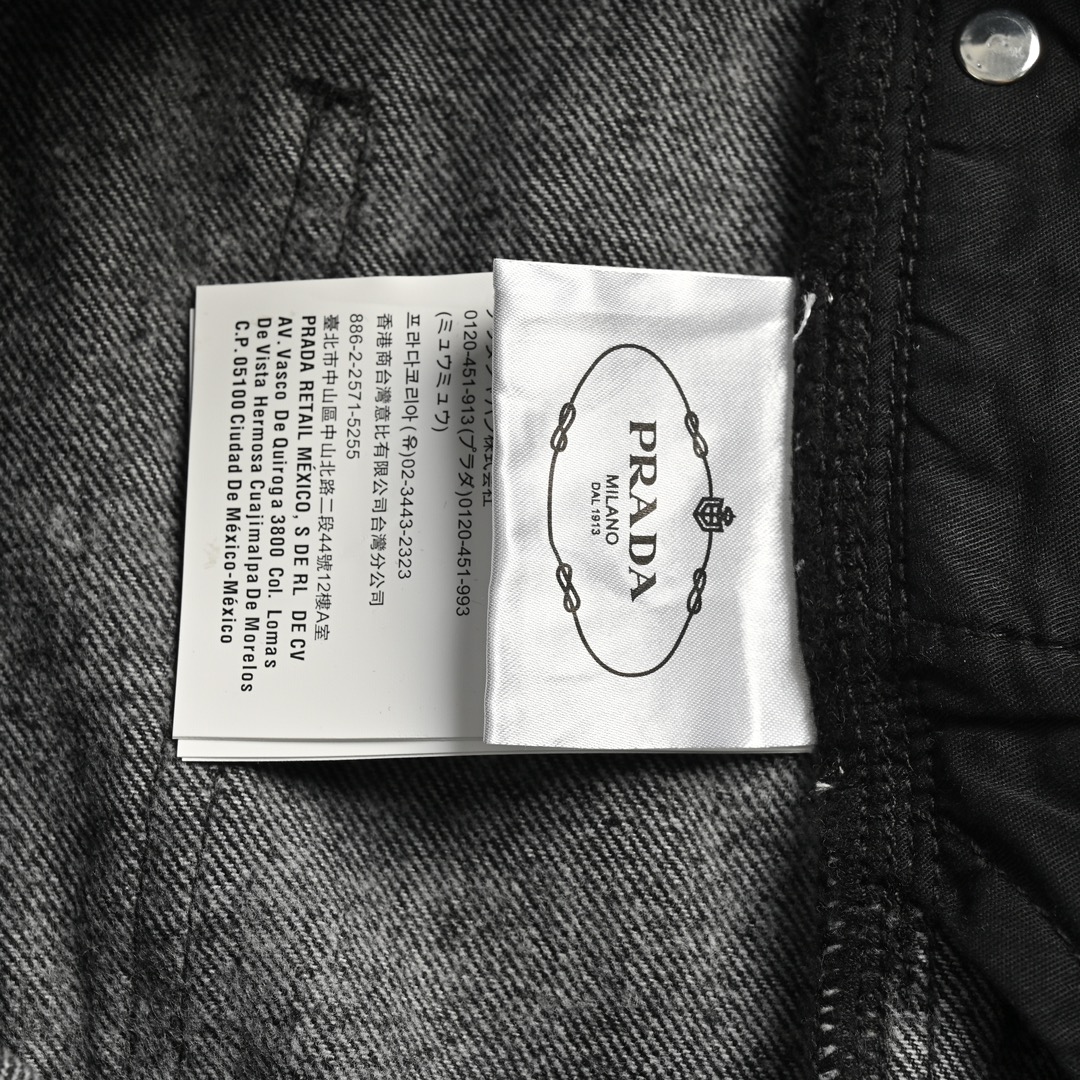 0120-451-913(プラダ)0120-451-993
(ミュウミュウ)
프라다코리아(유)02-3443-2323
香港商台灣意比有限公司台灣分公司
886-2-2571-5255
臺北市中山區中山北路二段44號12樓A室
PRADA RETAIL MÉXICO, S DE RL DE CV
AV. Vasco De Quiroga 3800 Col. Lomas
De Vista Hermosa Cuajimalpa De Morelos
C.P. 05100 Ciudad De México-México
PRADA
MILANO
DAL 1913